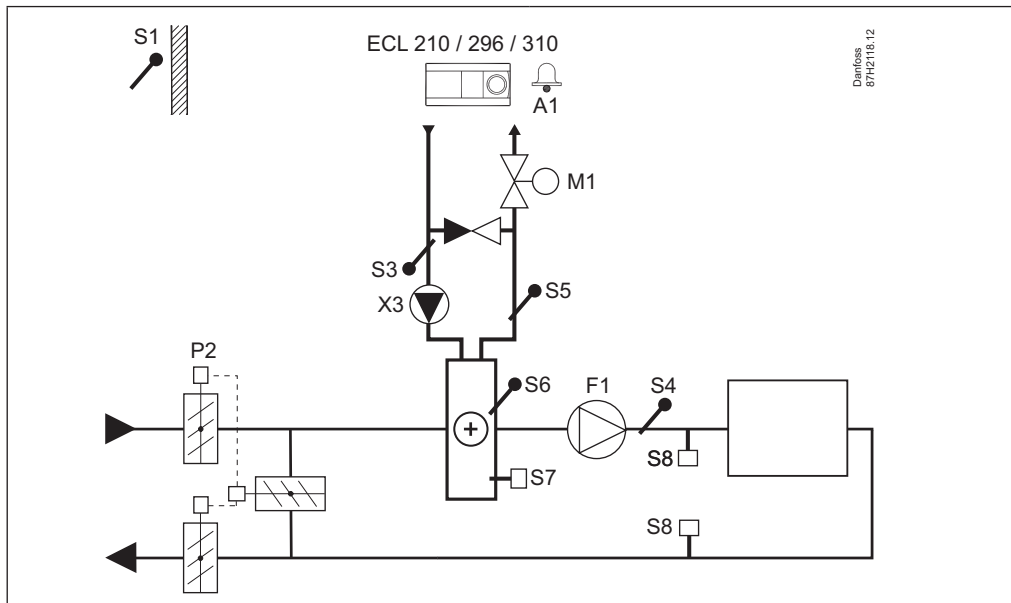 S1
ECL 210 / 296 / 310
A1
Danfoss
87H2118.12
M1
S3
S5
X3
P2
S6
F1
S4
S8
S7
S8